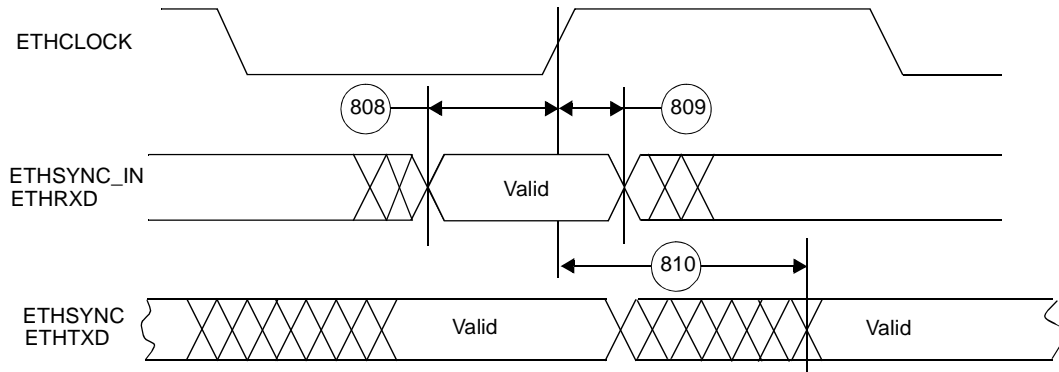 ETHCLOCK
808
809
ETHSYNC_IN
ETHRXD
Valid
810
ETHSYNC
ETHTXD
Valid
Valid